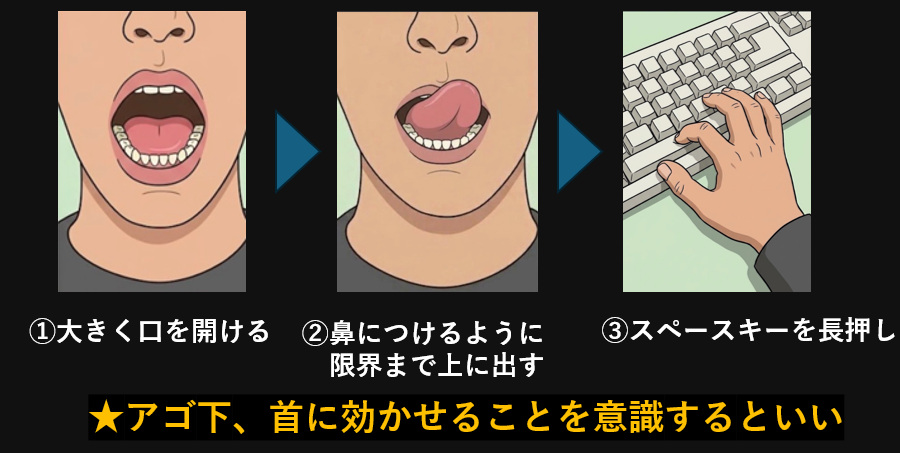 ①大きく口を開ける
②鼻につけるように
限界まで上に出す
③スペースキーを長押し
★アゴ下、首に効かせることを意識するといい